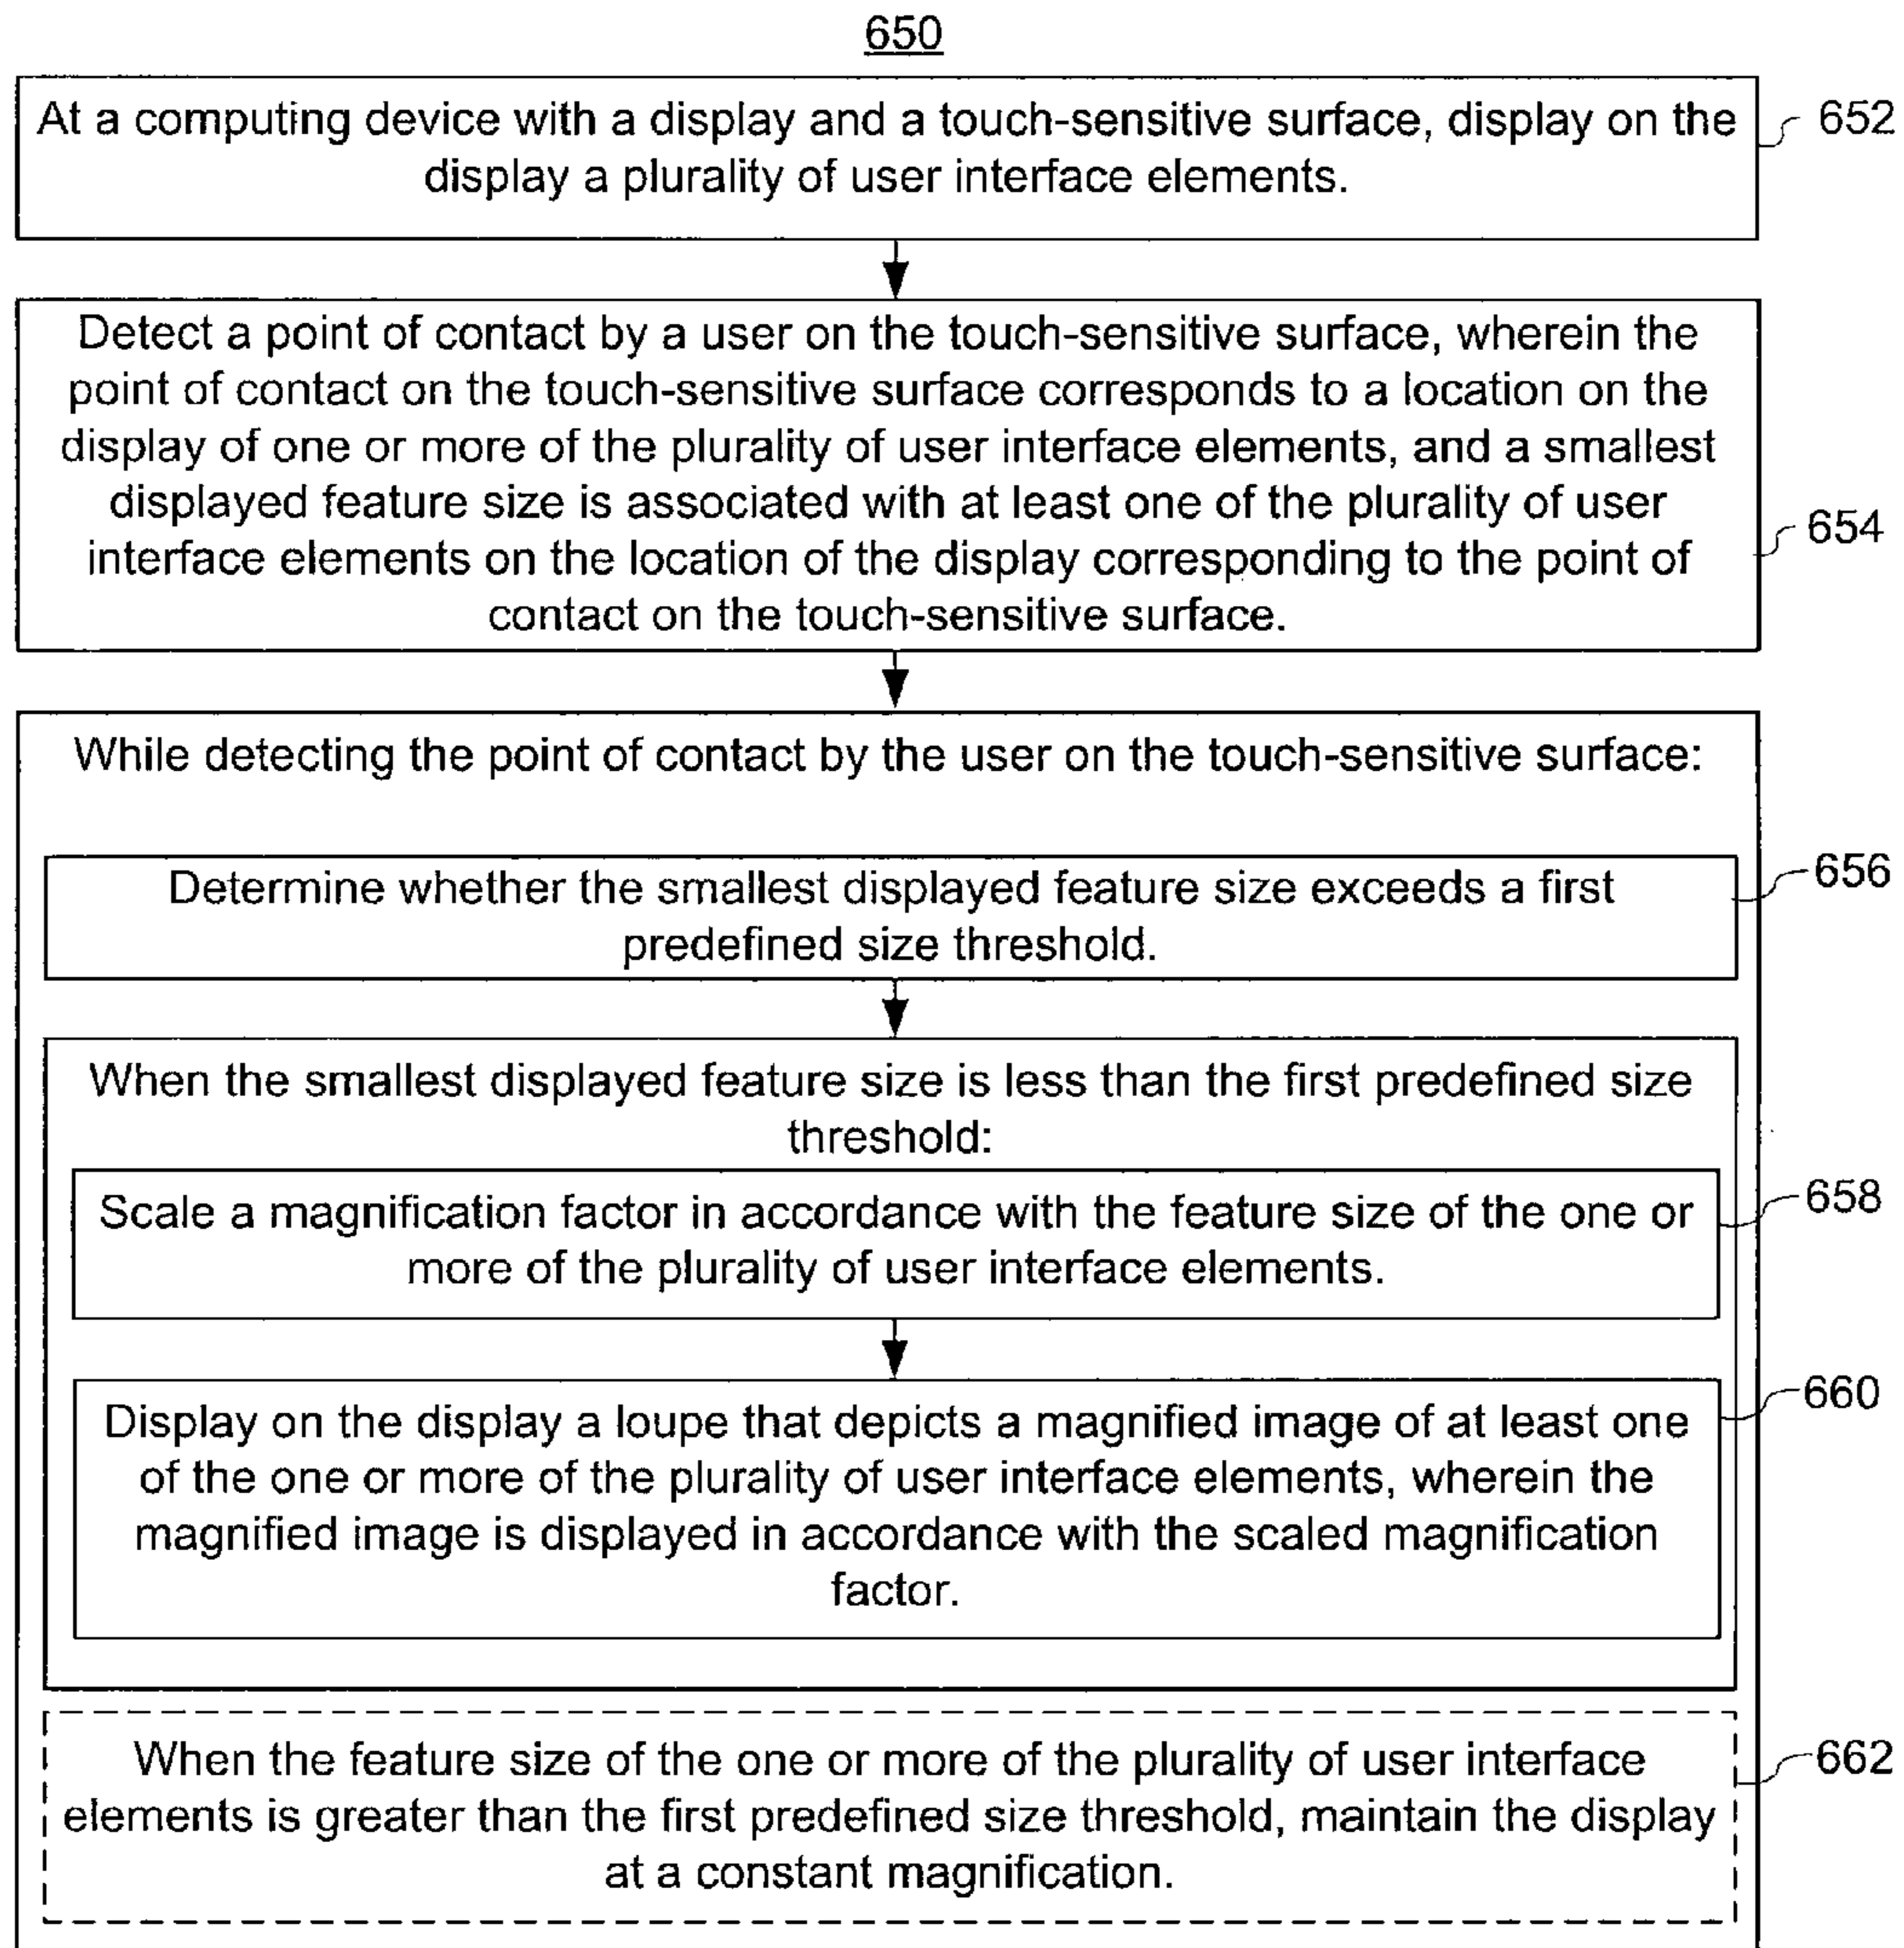 650
At a computing device with a display and a touch-sensitive surface, display on the
display a plurality of user interface elements.
652
Detect a point of contact by a user on the touch-sensitive surface, wherein the
point of contact on the touch-sensitive surface corresponds to a location on the
display of one or more of the plurality of user interface elements, and a smallest
displayed feature size is associated with at least one of the plurality of user
interface elements on the location of the display corresponding to the point of
contact on the touch-sensitive surface.
654
While detecting the point of contact by the user on the touch-sensitive surface:
Determine whether the smallest displayed feature size exceeds a first
predefined size threshold.
656
When the smallest displayed feature size is less than the first predefined size
threshold:
Scale a magnification factor in accordance with the feature size of the one or
more of the plurality of user interface elements.
658
Display on the display a loupe that depicts a magnified image of at least one
of the one or more of the plurality of user interface elements, wherein the
magnified image is displayed in accordance with the scaled magnification
factor.
660
When the feature size of the one or more of the plurality of user interface
elements is greater than the first predefined size threshold, maintain the display
at a constant magnification.
662